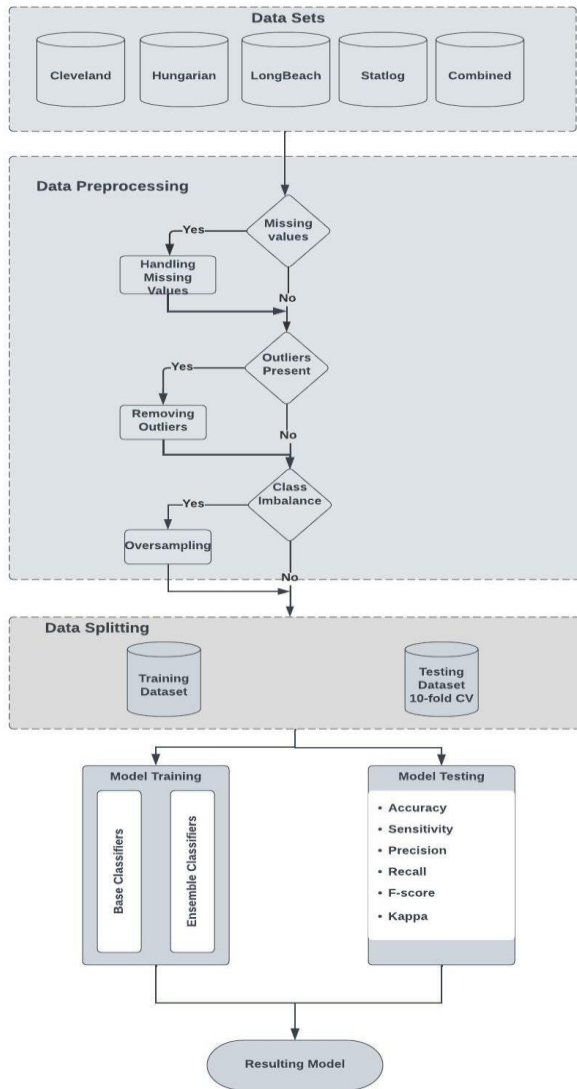 Data Sets
Cleveland
Hungarian
LongBeach
Statlog
Combined
Data Preprocessing
Missing
values
Yes
Handling
Missing
Values
No
Outliers
Present
Yes
Removing
Outliers
No
Class
Imbalance
Yes
Oversampling
No
Data Splitting
Training
Dataset
Testing
Dataset
10-fold CV
Model Training
Base Classifiers
Ensemble Classifiers
Model Testing
• Accuracy
• Sensitivity
• Precision
• Recall
• F-score
• Kappa
Resulting Model